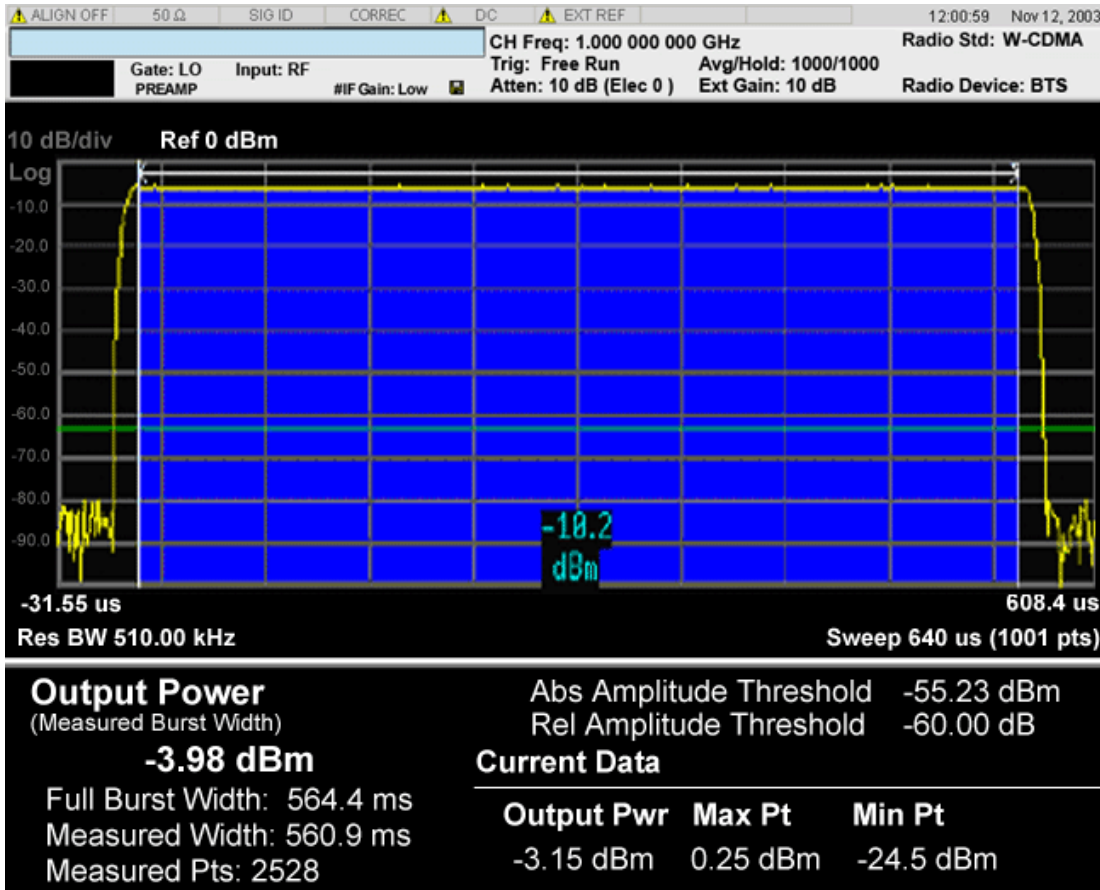 ALIGN OFF 50 Ω SIG ID CORREC DC EXT REF 12:00:59 Nov 12, 2003
CH Freq: 1.000 000 000 GHz Radio Std: W-CDMA
Gate: LO Input: RF Trig: Free Run Avg/Hold: 1000/1000
PREAMP #IF Gain: Low Atten: 10 dB (Elec 0 ) Ext Gain: 10 dB Radio Device: BTS
10 dB/div Ref 0 dBm
Log
-10.0
-20.0
-30.0
-40.0
-50.0
-60.0
-70.0
-80.0
-90.0
-10.2
dBm
-31.55 us 608.4 us
Res BW 510.00 kHz Sweep 640 us (1001 pts)
Output Power
(Measured Burst Width)
-3.98 dBm
Full Burst Width: 564.4 ms
Measured Width: 560.9 ms
Measured Pts: 2528
Abs Amplitude Threshold -55.23 dBm
Rel Amplitude Threshold -60.00 dB
Current Data
Output Pwr Max Pt Min Pt
-3.15 dBm 0.25 dBm -24.5 dBm